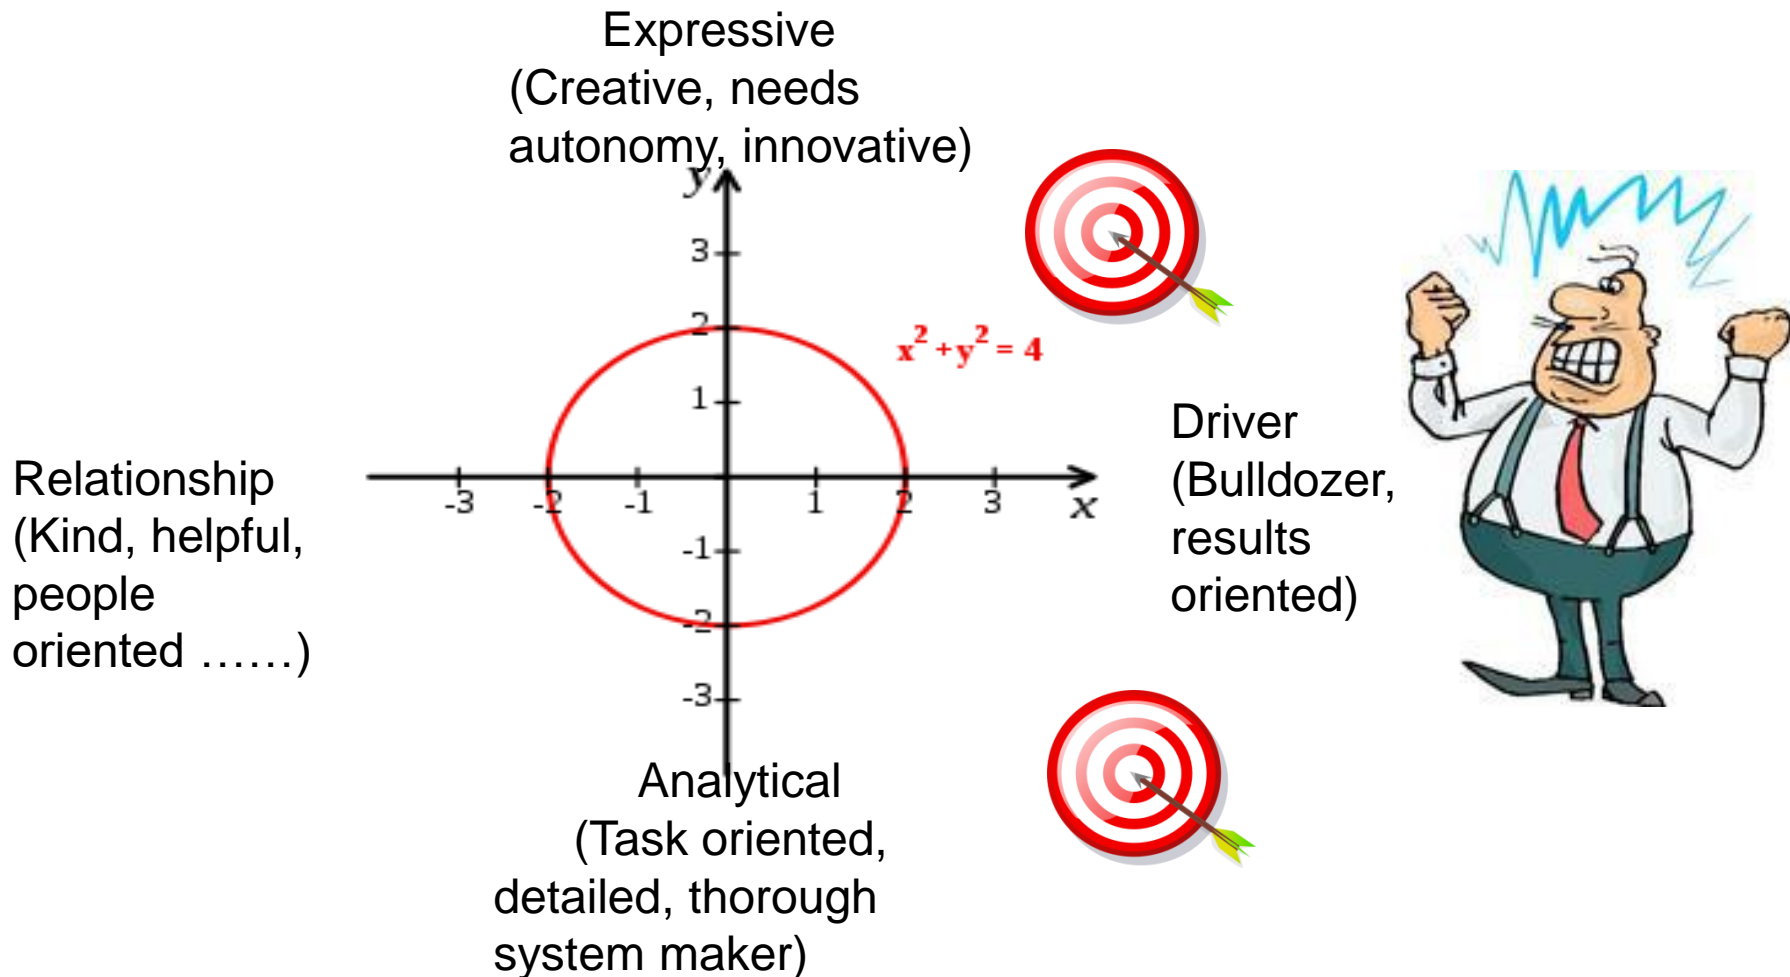 Expressive
(Creative, needs
autonomy, innovative)
y
3
2
x² + y² = 4
1
Relationship
(Kind, helpful,
people
oriented ……)
-3
-2
-1
1
2
3
x
-1
-2
-3
Driver
(Bulldozer,
results
oriented)
Analytical
(Task oriented,
detailed, thorough
system maker)